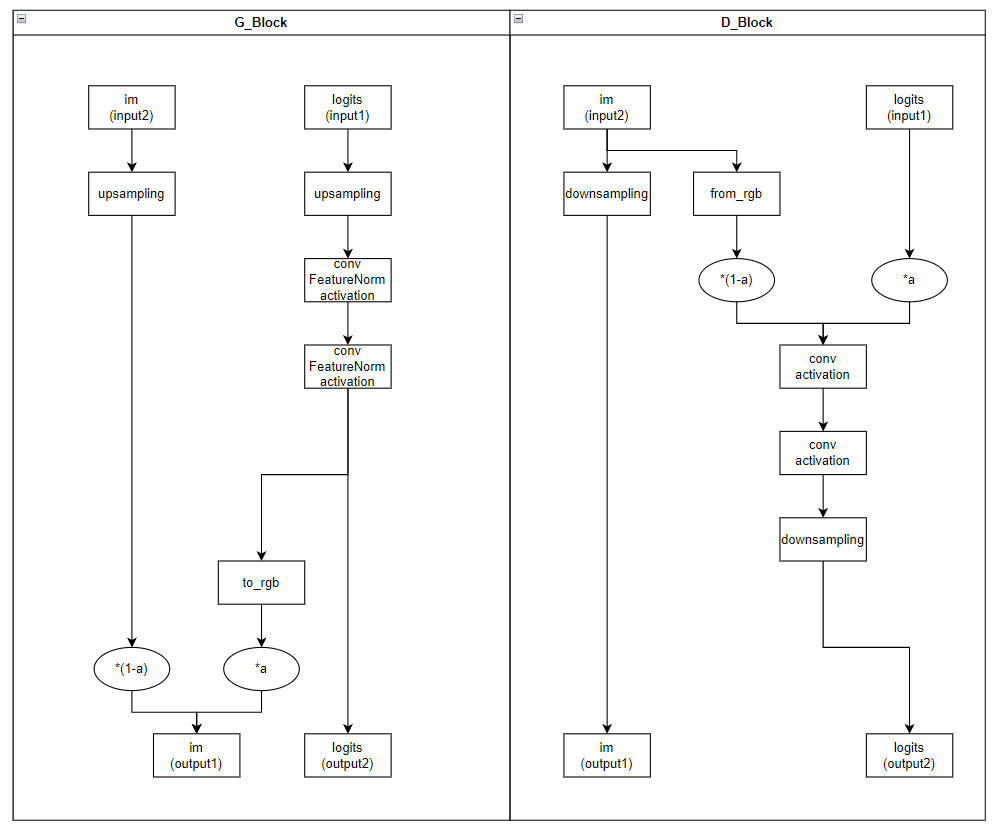 G_Block
im
(input2)
logits
(input1)
upsampling
upsampling
conv
FeatureNorm
activation
conv
FeatureNorm
activation
to_rgb
*(1-a)
*a
im
(output1)
logits
(output2)
D_Block
im
(input2)
logits
(input1)
downsampling
from_rgb
*(1-a)
*a
conv
activation
conv
activation
downsampling
im
(output1)
logits
(output2)